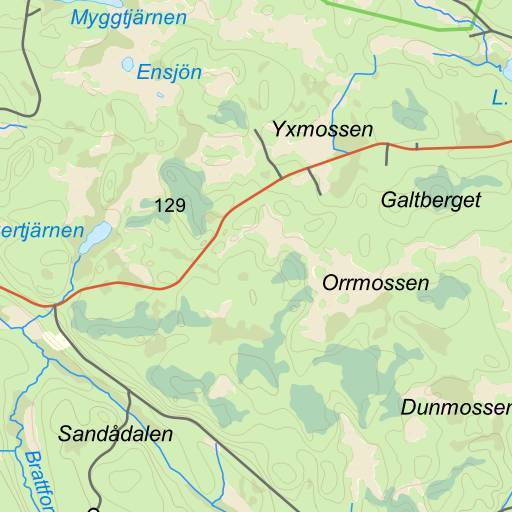 Myggtjärnen
Ensjön
L.
Yxmossen
129
Galtberget
ertjärnen
Orrmossen
Dunmossen
Sandådalen
Brattfor